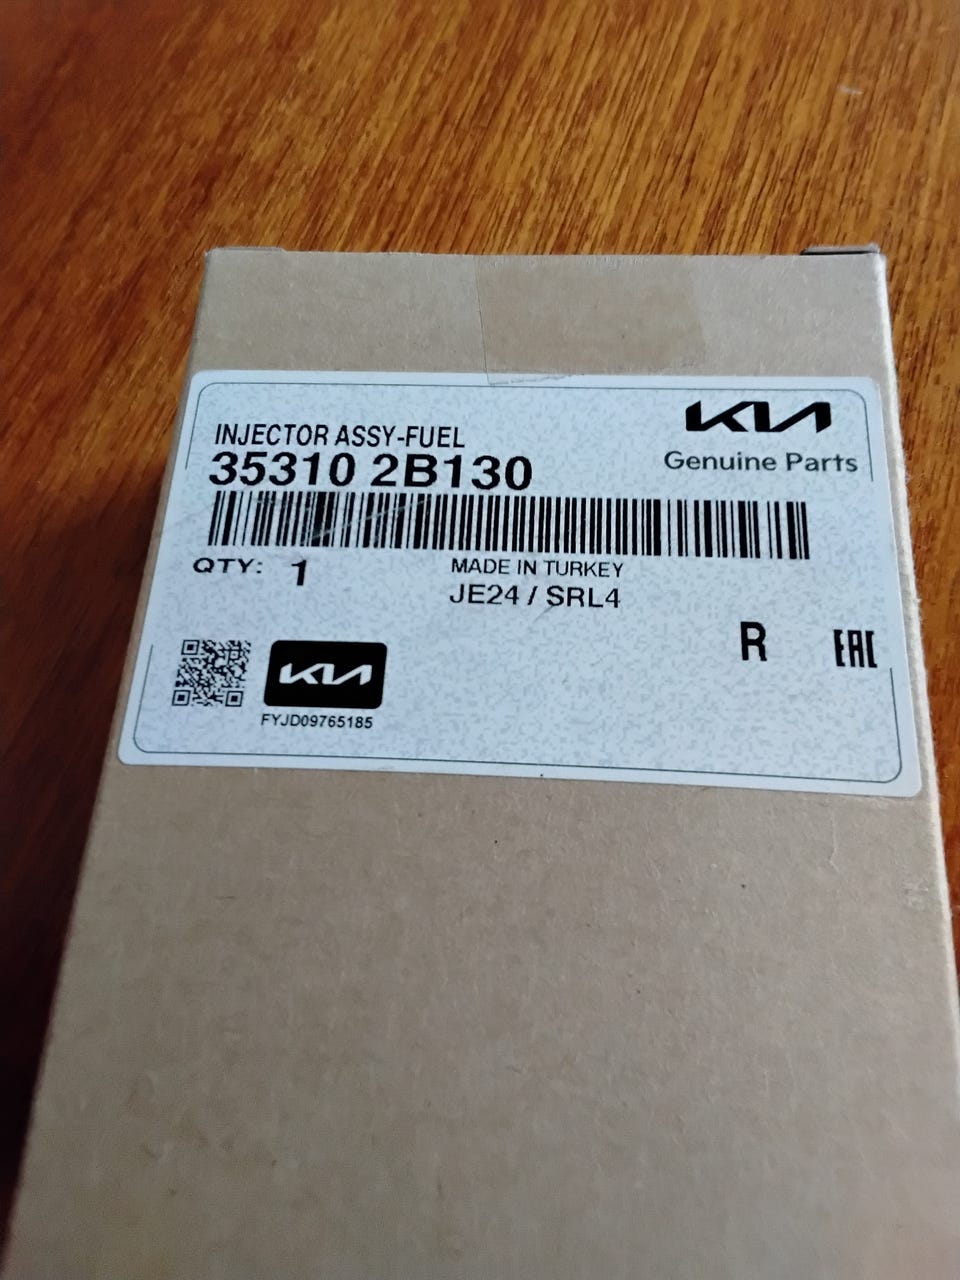 KIA
Genuine Parts
INJECTOR ASSY-FUEL
35310 2B130
QTY: 1
MADE IN TURKEY
JE24 / SRL4
R
EAC
KIA
FYJD09765185